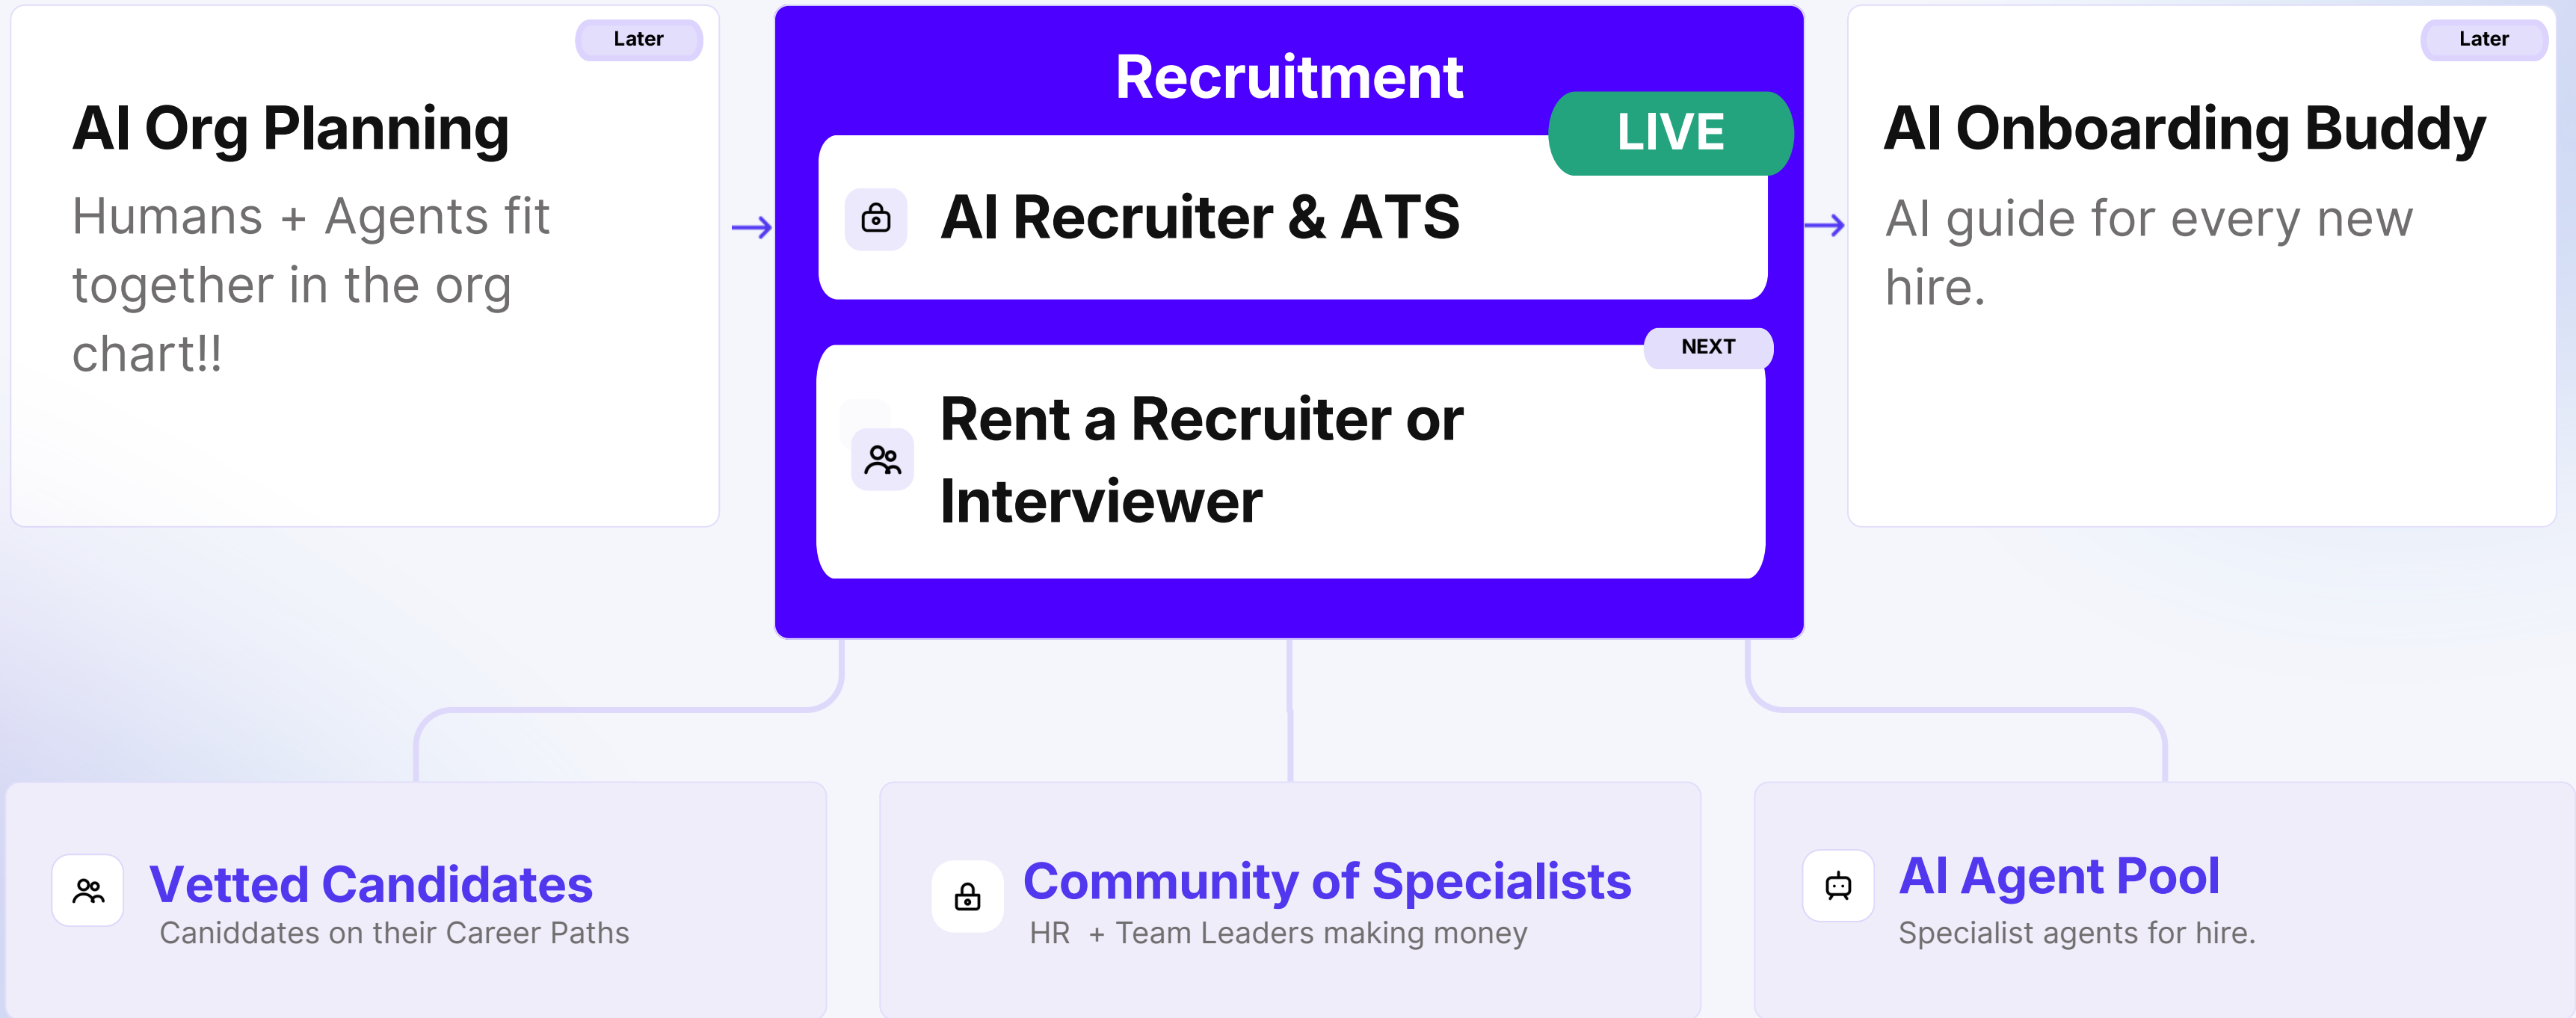 Later
AI Org Planning
Humans + Agents fit
together in the org
chart!!
Recruitment
LIVE
AI Recruiter & ATS
NEXT
Rent a Recruiter or
Interviewer
Later
AI Onboarding Buddy
AI guide for every new
hire.
Vetted Candidates
Caniddates on their Career Paths
Community of Specialists
HR + Team Leaders making money
AI Agent Pool
Specialist agents for hire.